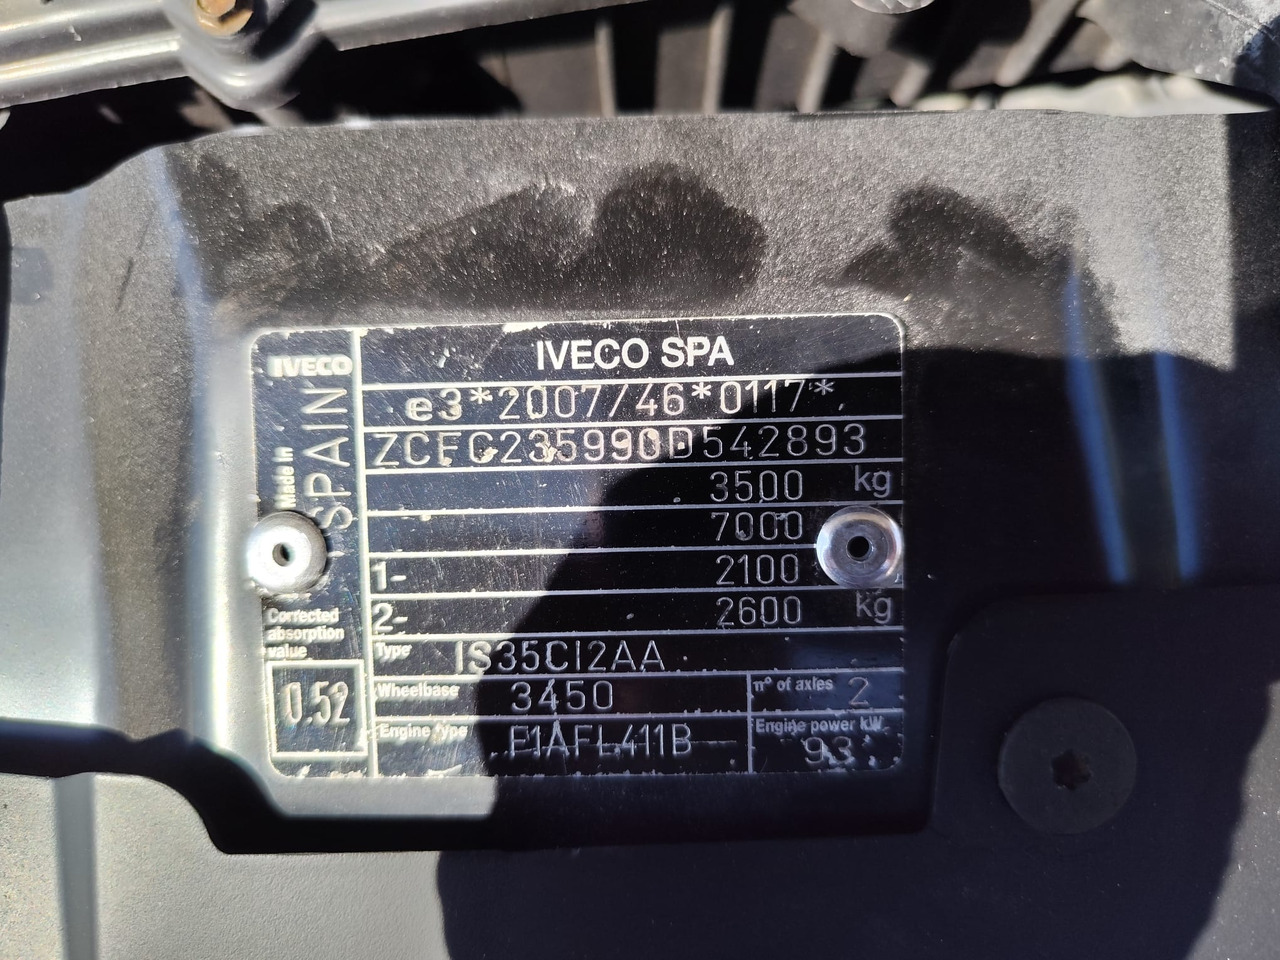 IVECO
IVECO SPA
Made in
SPAIN
e3*2007/46*0117*
ZCFC235990D542893
3500 kg
7000
1- 2100
2- 2600 kg
Corrected
absorption
value
0.52
Type IS35CI2AA
Wheelbase 3450
n° of axles 2
Engine Type F1AFL411B
Engine power kW
93